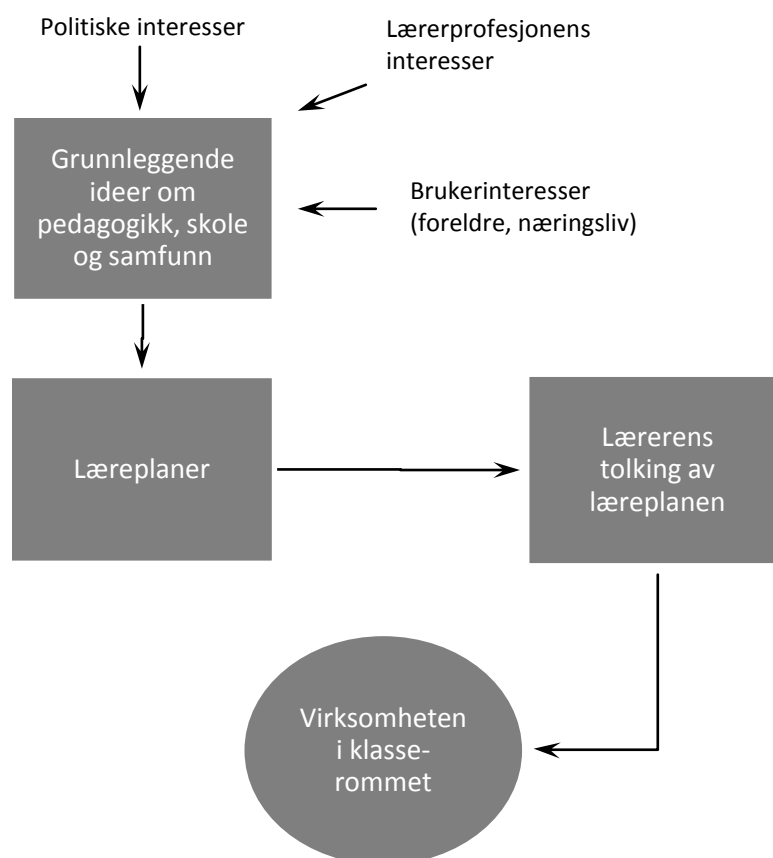 Politiske interesser
Lærerprofesjonens
interesser
Grunnleggende
ideer om
pedagogikk, skole
og samfunn
Brukerinteresser
(foreldre, næringsliv)
Læreplaner
Lærerens
tolking av
læreplanen
Virksomheten
i klasse-
rommet